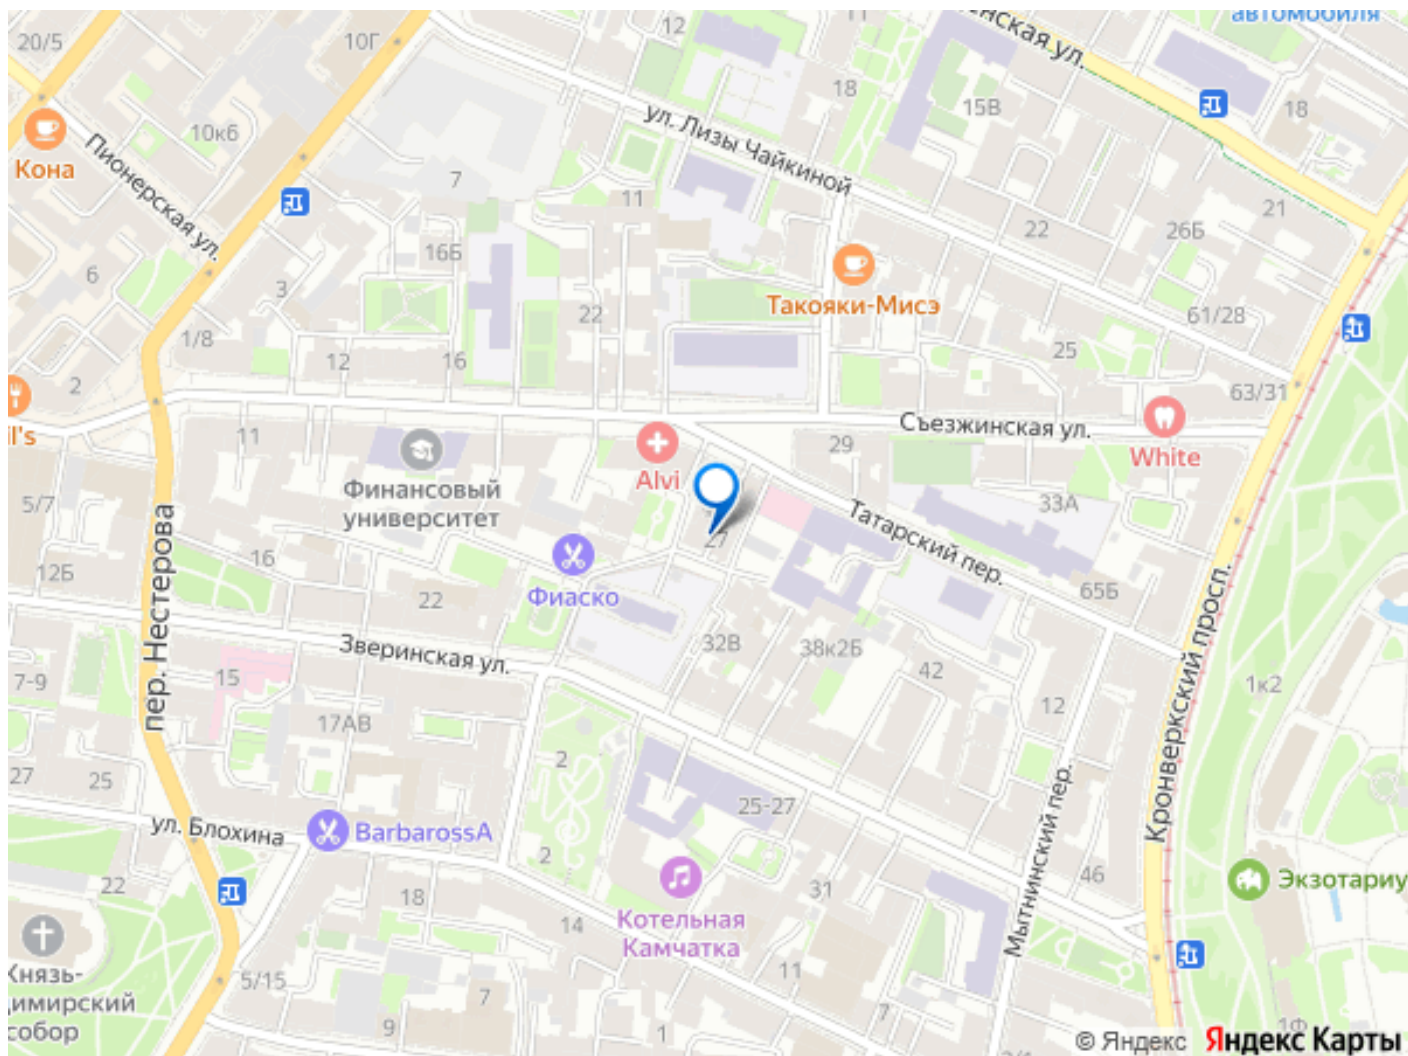 20/5
10Г
12
11
автомобиля
нская ул.
18
15В
18
Кона
10к6
Пионерская ул.
ул. Лизы Чайкиной
7
11
21
22
26Б
16Б
6
3
Такояки-Мисэ
22
61/28
1/8
12
16
25
2
63/31
ll's
11
Съезжинская ул.
29
White
Alvi
Финансовый
университет
5/7
33А
Татарский пер.
27
16
12Б
пер. Нестерова
Фиаско
22
65Б
Зверинская ул.
32В
38к2Б
42
7-9
15
1к2
12
17АВ
Кронверкский просп.
2
27
25
25-27
Мытнинский пер.
ул. Блохина
BarbarossA
2
22
18
31
46
Экзотариу
14
Котельная
Камчатка
Князь-
димирский
собор
5/15
7
11
9
1
1Ф
© Яндекс Яндекс Карты